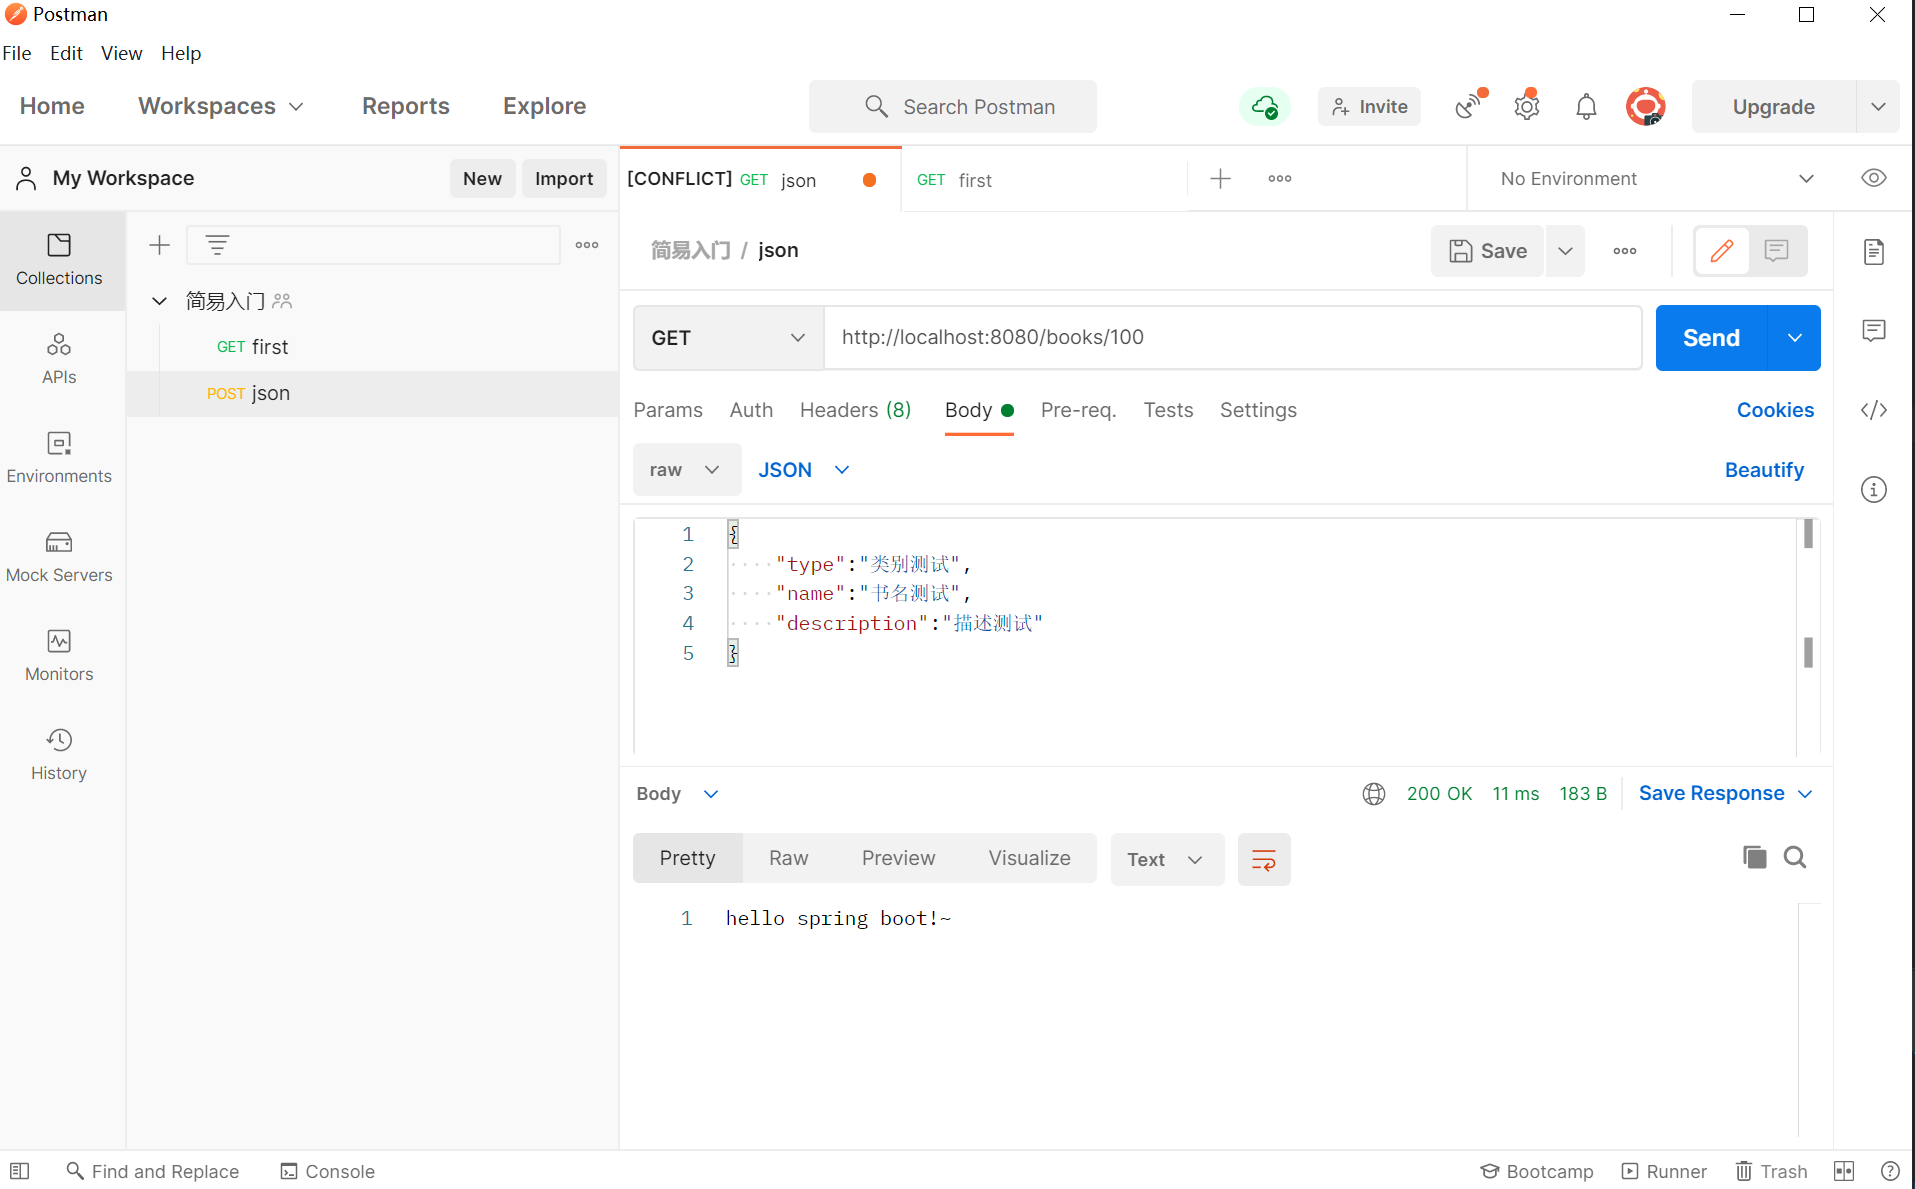 Postman
File Edit View Help
Home Workspaces Reports Explore Search Postman Invite Upgrade
My Workspace New Import [CONFLICT] GET json GET first No Environment
Collections
简易入门 / json Save
简易入门
GET first
POST json
GET http://localhost:8080/books/100 Send
APIs
Params Auth Headers (8) Body Pre-req. Tests Settings Cookies
Environments
raw JSON Beautify
Mock Servers
1 {
2 "type":"类别测试",
3 "name":"书名测试",
4 "description":"描述测试"
5 }
Monitors
History
Body 200 OK 11 ms 183 B Save Response
Pretty Raw Preview Visualize Text
1 hello spring boot!~
Find and Replace Console Bootcamp Runner Trash